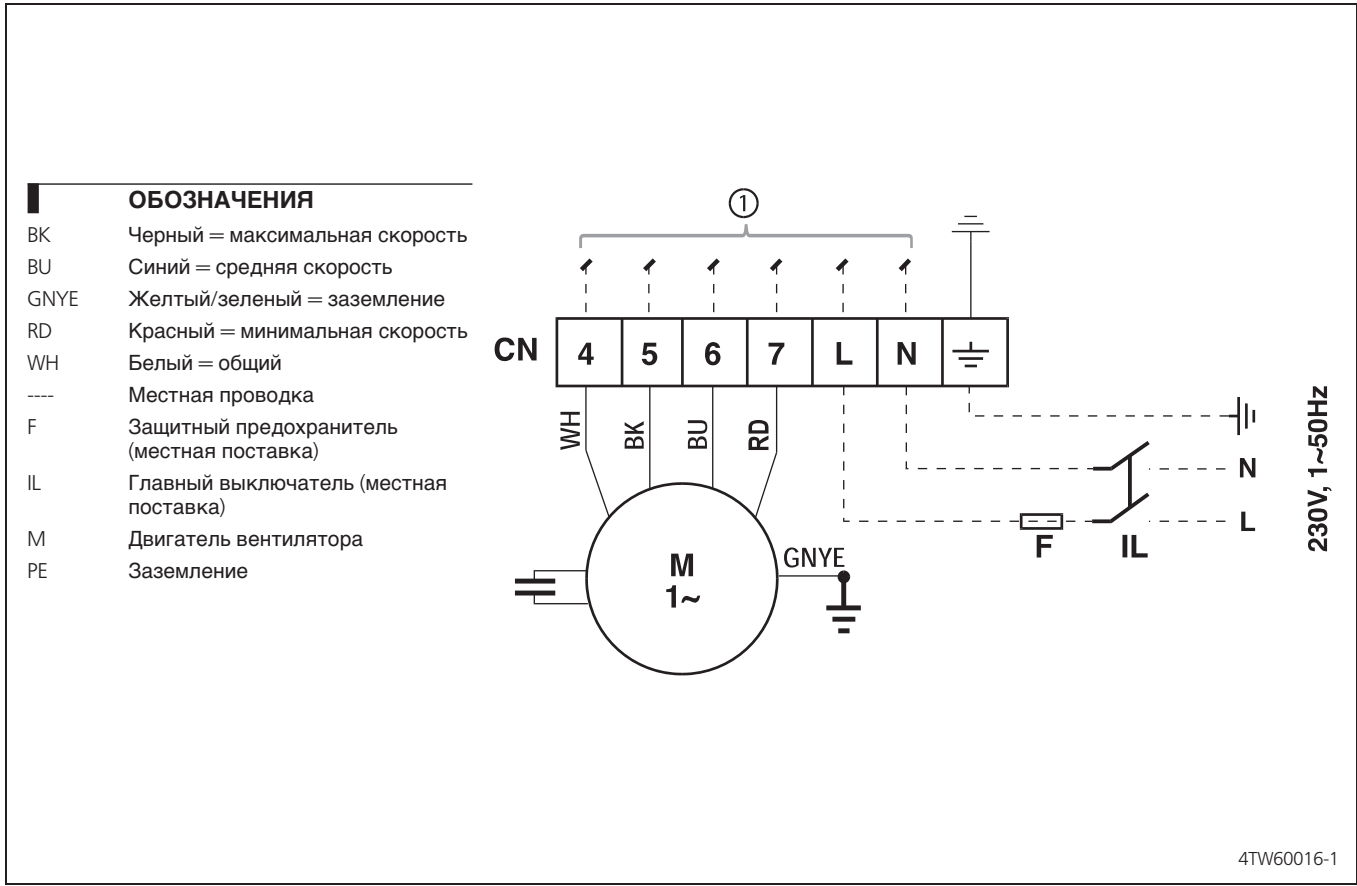 ОБОЗНАЧЕНИЯ
BK Черный = максимальная скорость
BU Синий = средняя скорость
GNYE Желтый/зеленый = заземление
RD Красный = минимальная скорость
WH Белый = общий
---- Местная проводка
F Защитный предохранитель
(местная поставка)
IL Главный выключатель (местная
поставка)
M Двигатель вентилятора
PE Заземление
1
CN 4 5 6 7 L N
WH BK BU RD
N
L
F IL
230V, 1~50Hz
M
1~
GNYE
4TW60016-1